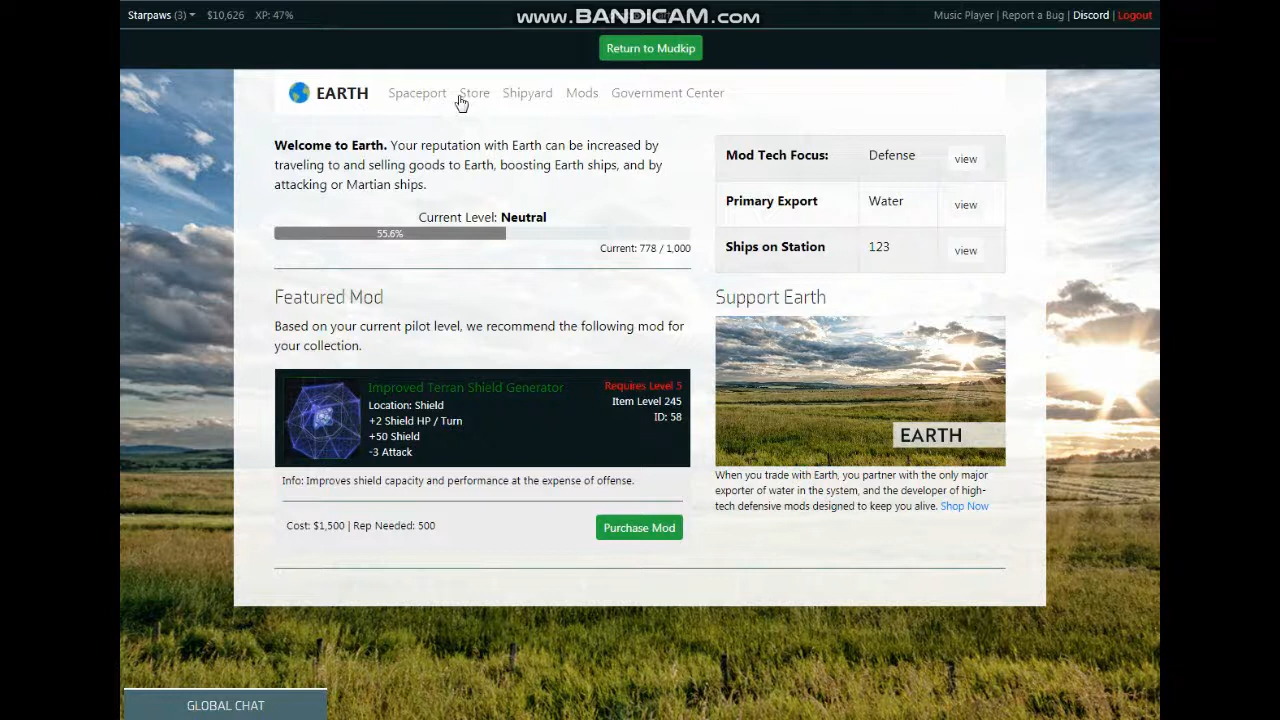 Starpaws (3) $10,626 XP: 47%
www.BANDICAM.com
Music Player | Report a Bug | Discord | Logout
Return to Mudkip
EARTH Spaceport Store Shipyard Mods Government Center
Welcome to Earth. Your reputation with Earth can be increased by
traveling to and selling goods to Earth, boosting Earth ships, and by
attacking or Martian ships.
Current Level: Neutral
55.6%
Current: 778 / 1,000
Mod Tech Focus: Defense view
Primary Export Water view
Ships on Station 123 view
Featured Mod
Based on your current pilot level, we recommend the following mod for
your collection.
Improved Terran Shield Generator
Location: Shield
+2 Shield HP / Turn
+50 Shield
-3 Attack
Requires Level 5
Item Level 245
ID: 58
Info: Improves shield capacity and performance at the expense of offense.
Cost: $1,500 | Rep Needed: 500
Purchase Mod
Support Earth
EARTH
When you trade with Earth, you partner with the only major
exporter of water in the system, and the developer of high-
tech defensive mods designed to keep you alive. Shop Now
GLOBAL CHAT